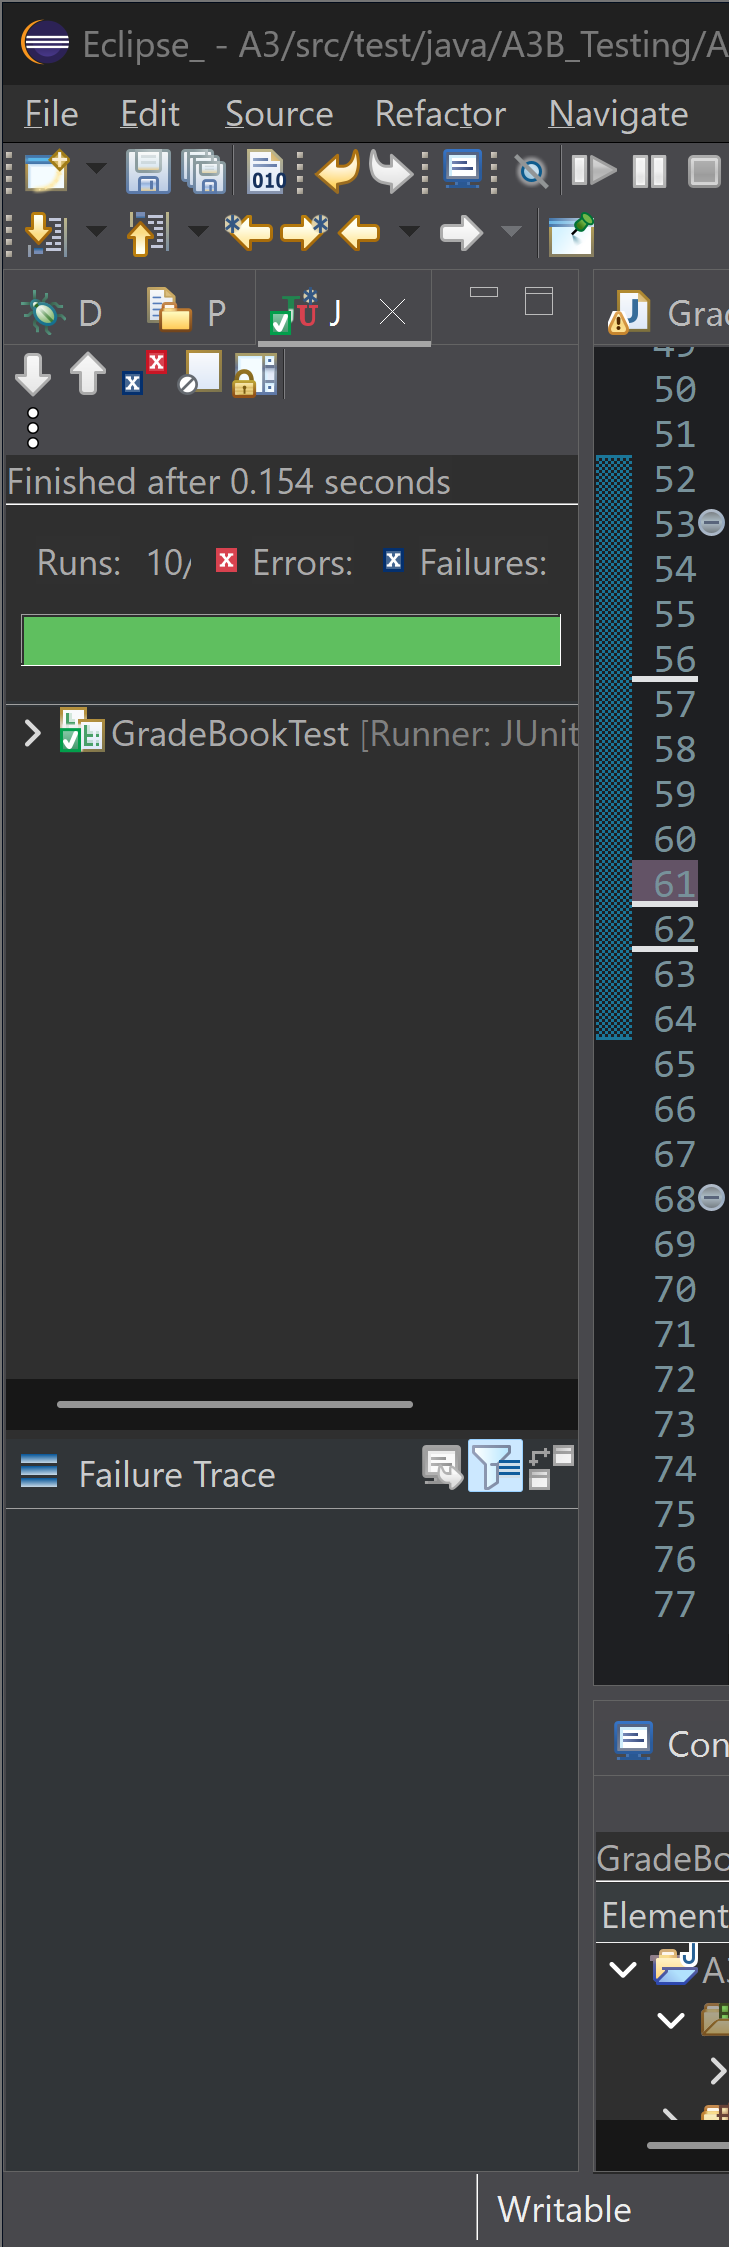 Eclipse_ - A3/src/test/java/A3B_Testing/A
File Edit Source Refactor Navigate
010
D P JU J
Grad
Finished after 0.154 seconds
Runs: 10/ Errors: Failures:
GradeBookTest [Runner: JUnit
Failure Trace
49
50
51
52
53
54
55
56
57
58
59
60
61
62
63
64
65
66
67
68
69
70
71
72
73
74
75
76
77
Con
GradeBo
Element
A3
Writable